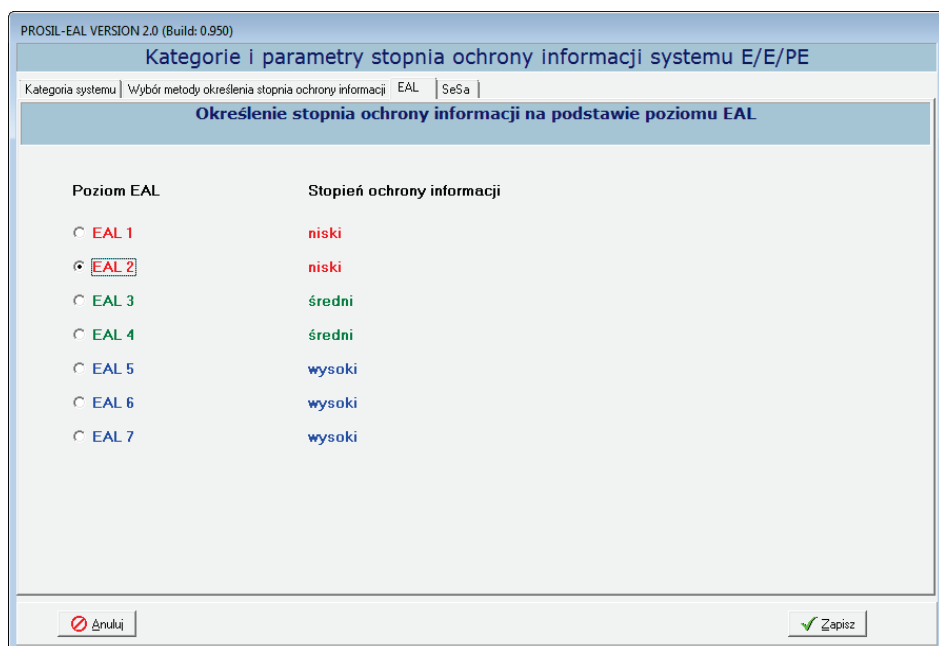 PROSIL-EAL VERSION 2.0 (Build: 0.950)
Kategorie i parametry stopnia ochrony informacji systemu E/E/PE
Kategoria systemu Wybór metody określenia stopnia ochrony informacji EAL SeSa
Określenie stopnia ochrony informacji na podstawie poziomu EAL
Poziom EAL Stopień ochrony informacji
EAL 1 niski
EAL 2 niski
EAL 3 średni
EAL 4 średni
EAL 5 wysoki
EAL 6 wysoki
EAL 7 wysoki
Anuluj Zapisz